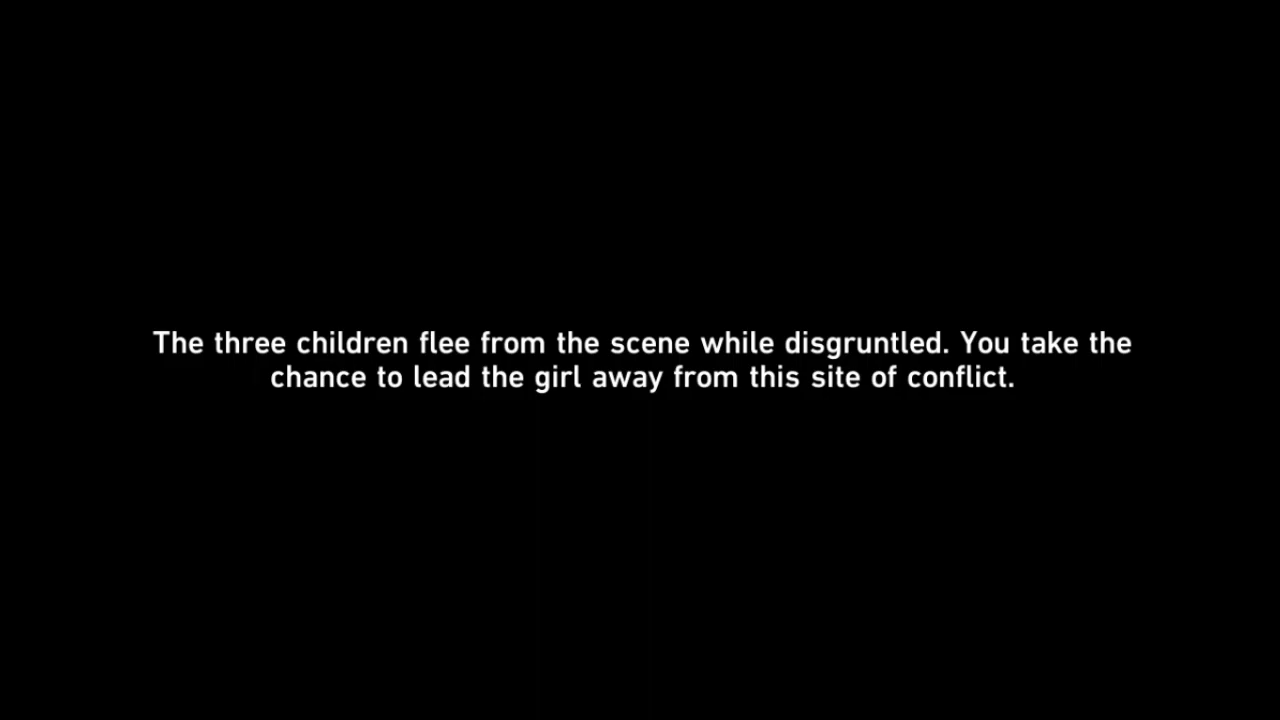 The three children flee from the scene while disgruntled. You take the
chance to lead the girl away from this site of conflict.